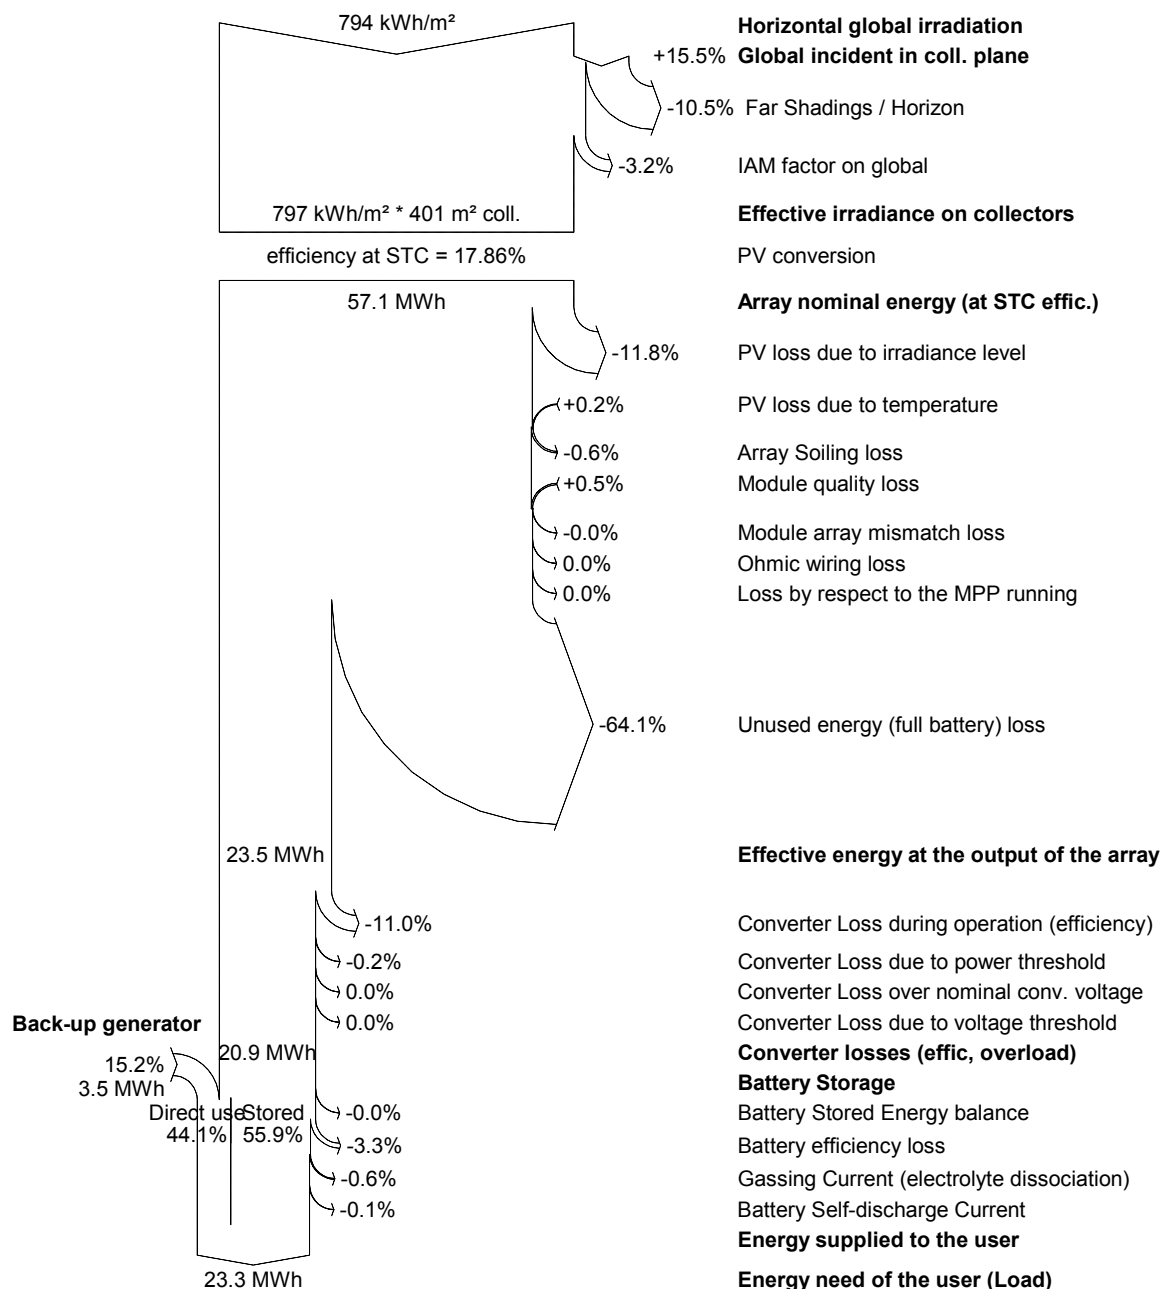 794 kWh/m² Horizontal global irradiation
+15.5% Global incident in coll. plane
-10.5% Far Shadings / Horizon
-3.2% IAM factor on global
797 kWh/m² * 401 m² coll. Effective irradiance on collectors
efficiency at STC = 17.86% PV conversion
57.1 MWh Array nominal energy (at STC effic.)
-11.8% PV loss due to irradiance level
+0.2% PV loss due to temperature
-0.6% Array Soiling loss
+0.5% Module quality loss
-0.0% Module array mismatch loss
0.0% Ohmic wiring loss
0.0% Loss by respect to the MPP running
-64.1% Unused energy (full battery) loss
23.5 MWh Effective energy at the output of the array
-11.0% Converter Loss during operation (efficiency)
-0.2% Converter Loss due to power threshold
0.0% Converter Loss over nominal conv. voltage
Back-up generator 0.0% Converter Loss due to voltage threshold
15.2% 20.9 MWh Converter losses (effic, overload)
3.5 MWh Battery Storage
Direct use Stored -0.0% Battery Stored Energy balance
44.1% 55.9% -3.3% Battery efficiency loss
-0.6% Gassing Current (electrolyte dissociation)
-0.1% Battery Self-discharge Current
Energy supplied to the user
23.3 MWh Energy need of the user (Load)